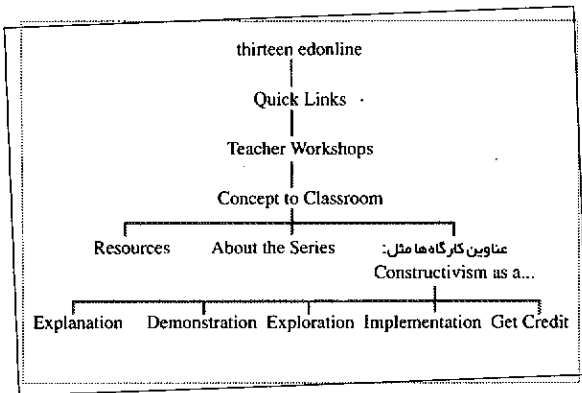 thirteen edonline
Quick Links
Teacher Workshops
Concept to Classroom
Resources About the Series عناوین کارگاه‌ها مثل:
Constructivism as a...
Explanation Demonstration Exploration Implementation Get Credit